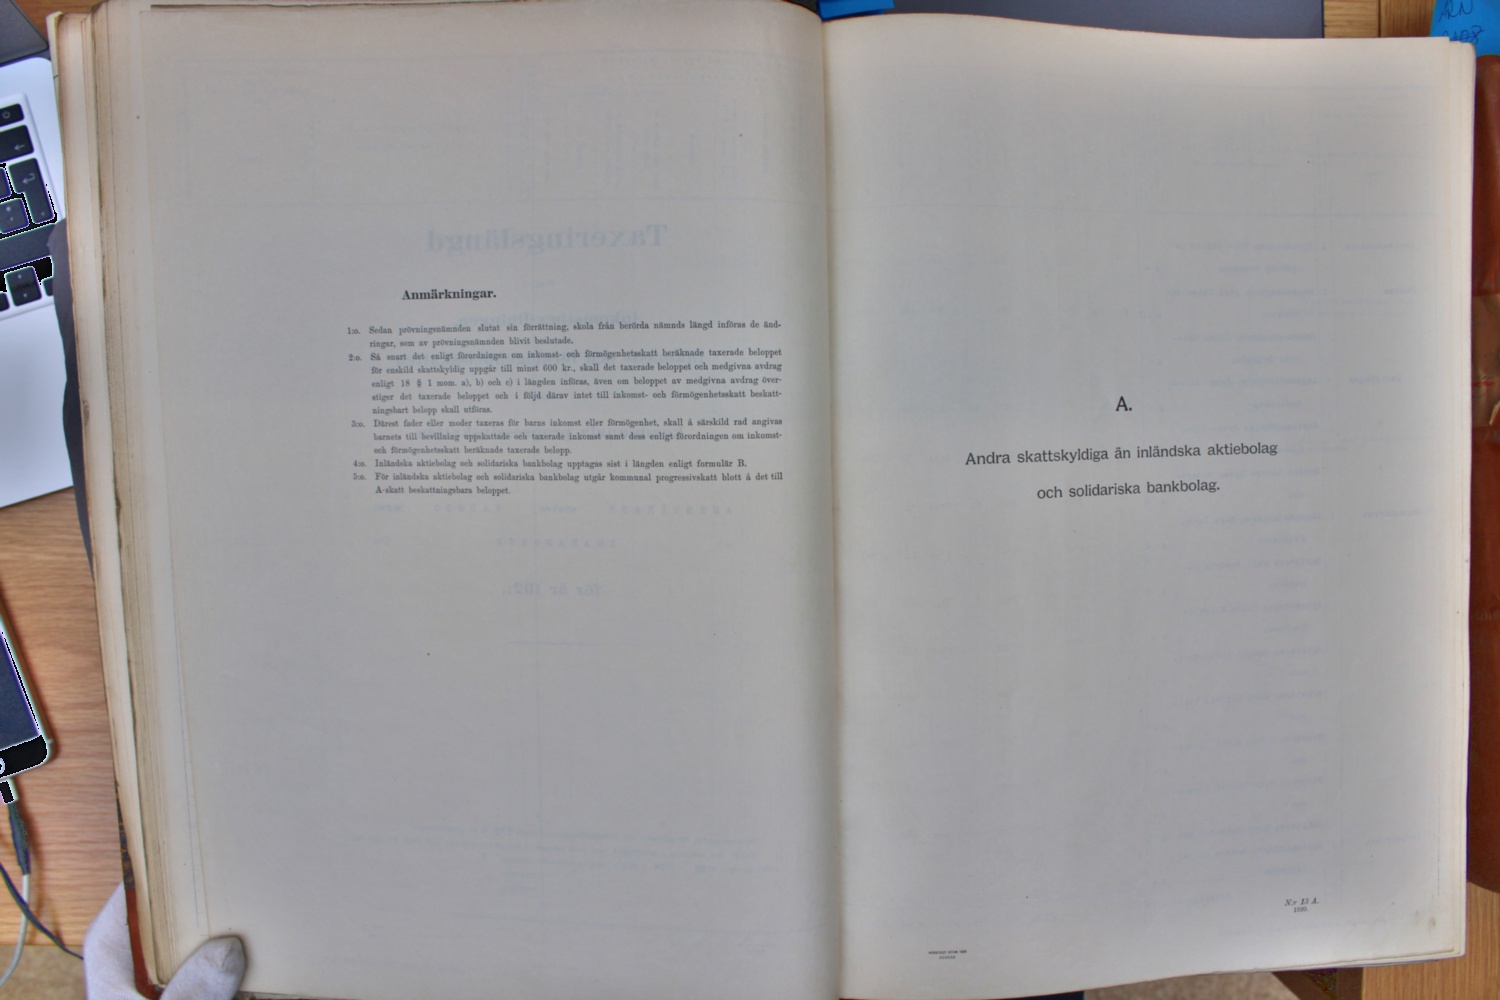 Anmärkningar.
1:o. Sedan prövningsnämnden slutat sin förrättning, skola från berörda nämnds längd införas de änd-
ringar, som av prövningsnämnden blivit beslutade.
2:o. Så snart det enligt förordningen om inkomst- och förmögenhetsskatt beräknade taxerade beloppet
för enskild skattskyldig uppgår till minst 600 kr., skall det taxerade beloppet och medgivna avdrag
enligt 18 § 1 mom. a), b) och c) i längden införas, även om beloppet av medgivna avdrag över-
stiger det taxerade beloppet och i följd därav intet till inkomst- och förmögenhetsskatt beskatt-
ningsbart belopp skall utföras.
3:o. Därest fader eller moder taxeras för barns inkomst eller förmögenhet, skall å särskild rad angivas
barnets till bevillning uppskattade och taxerade inkomst samt dess enligt förordningen om inkomst-
och förmögenhetsskatt beräknade taxerade belopp.
4:o. Inländska aktiebolag och solidariska bankbolag upptagas sist i längden enligt formulär B.
5:o. För inländska aktiebolag och solidariska bankbolag utgår kommunal progressivskatt blott å det till
A-skatt beskattningsbara beloppet.
A.
Andra skattskyldiga än inländska aktiebolag
och solidariska bankbolag.
N:r 13 A.
1920.